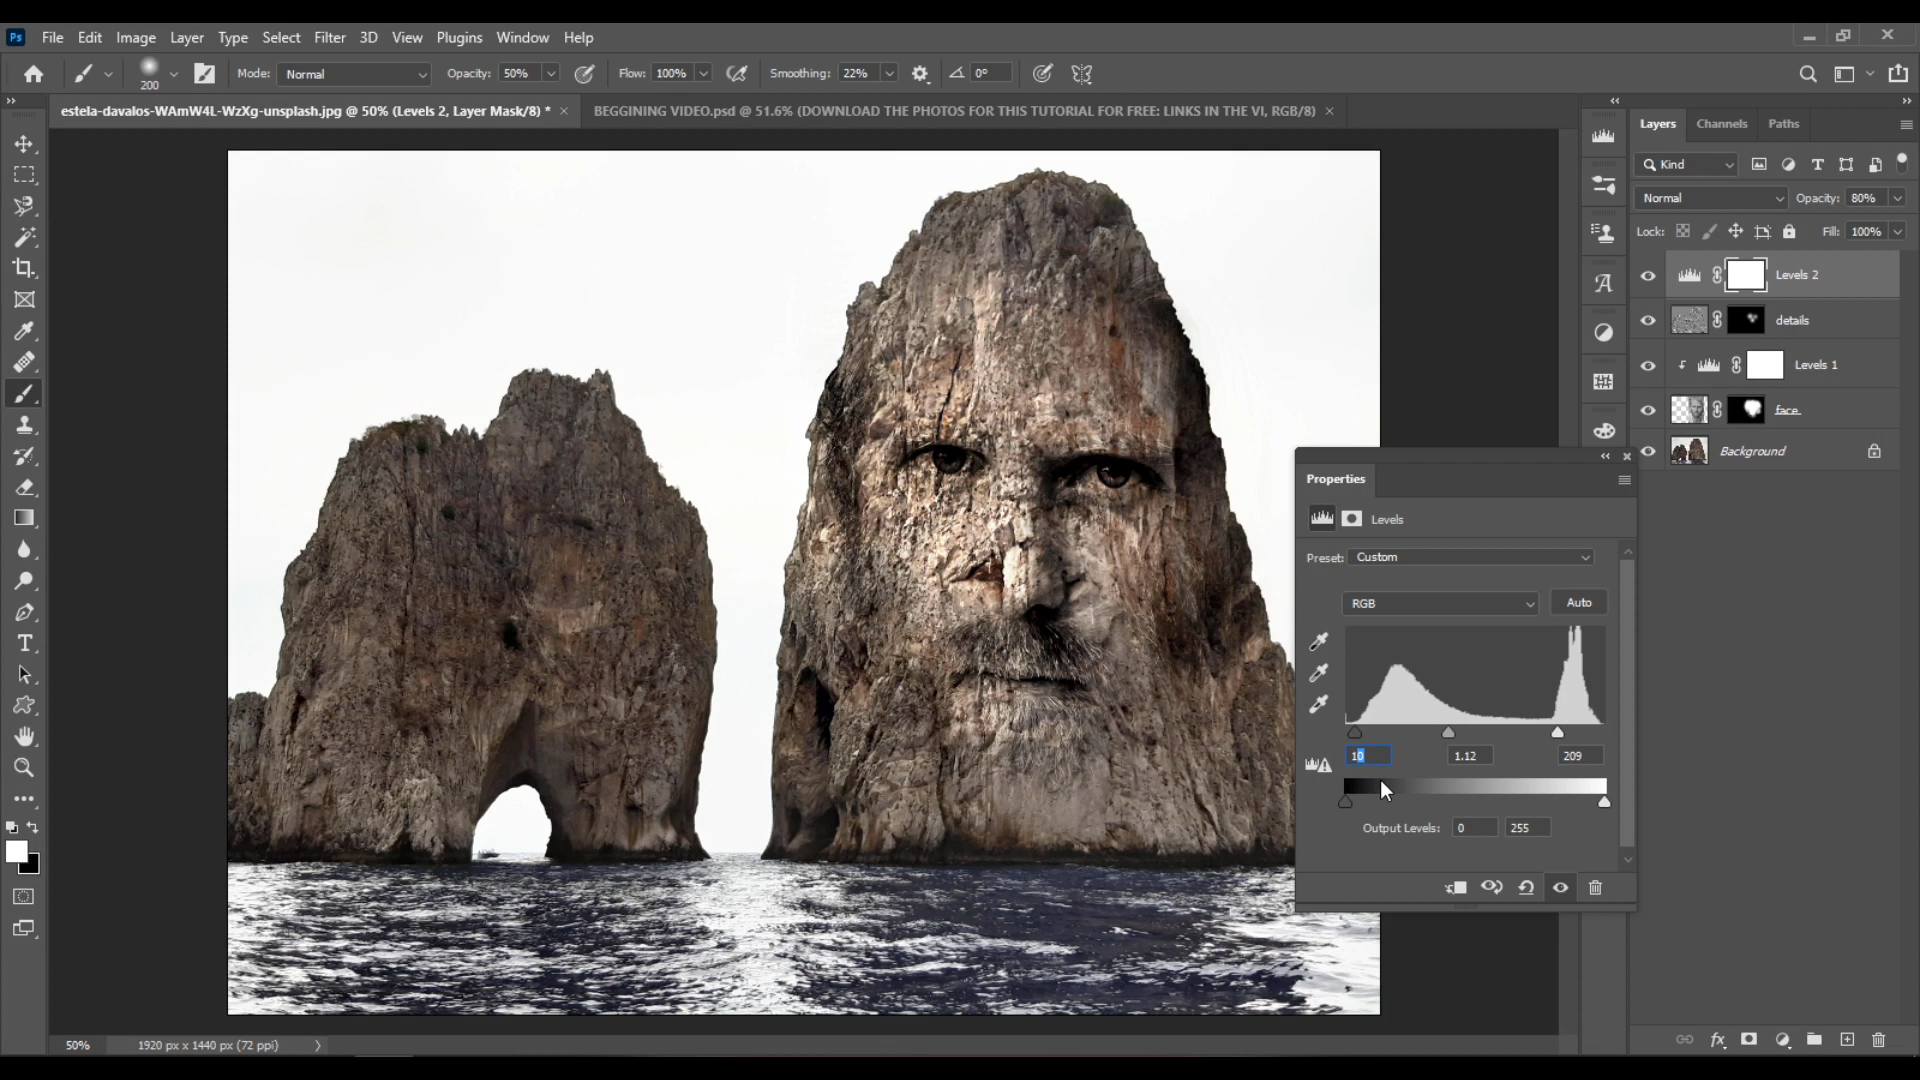 Ps File Edit Image Layer Type Select Filter 3D View Plugins Window Help
200 Mode: Normal Opacity: 50% Flow: 100% Smoothing: 22% 0°
estela-davalos-WAmW4L-WzXg-unsplash.jpg @ 50% (Levels 2, Layer Mask/8) * BEGGINING VIDEO.psd @ 51.6% (DOWNLOAD THE PHOTOS FOR THIS TUTORIAL FOR FREE: LINKS IN THE VI, RGB/8)
Layers Channels Paths
Kind
Normal Opacity: 80%
Lock: Fill: 100%
Levels 2
details
Levels 1
face
Background
Properties
Levels
Preset: Custom
RGB Auto
10 1.12 209
Output Levels: 0 255
50% 1920 px x 1440 px (72 ppi)
fx